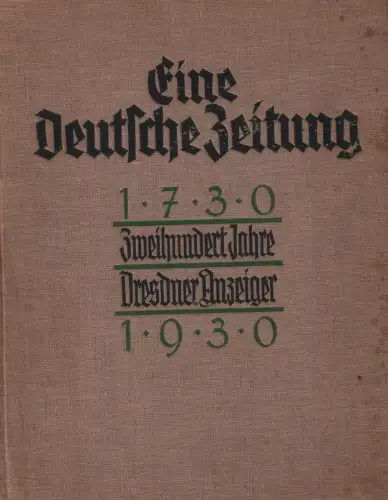 Eine
Deutsche Zeitung
1·7·3·0
Zweihundert Jahre
Dresdner Anzeiger
1·9·3·0